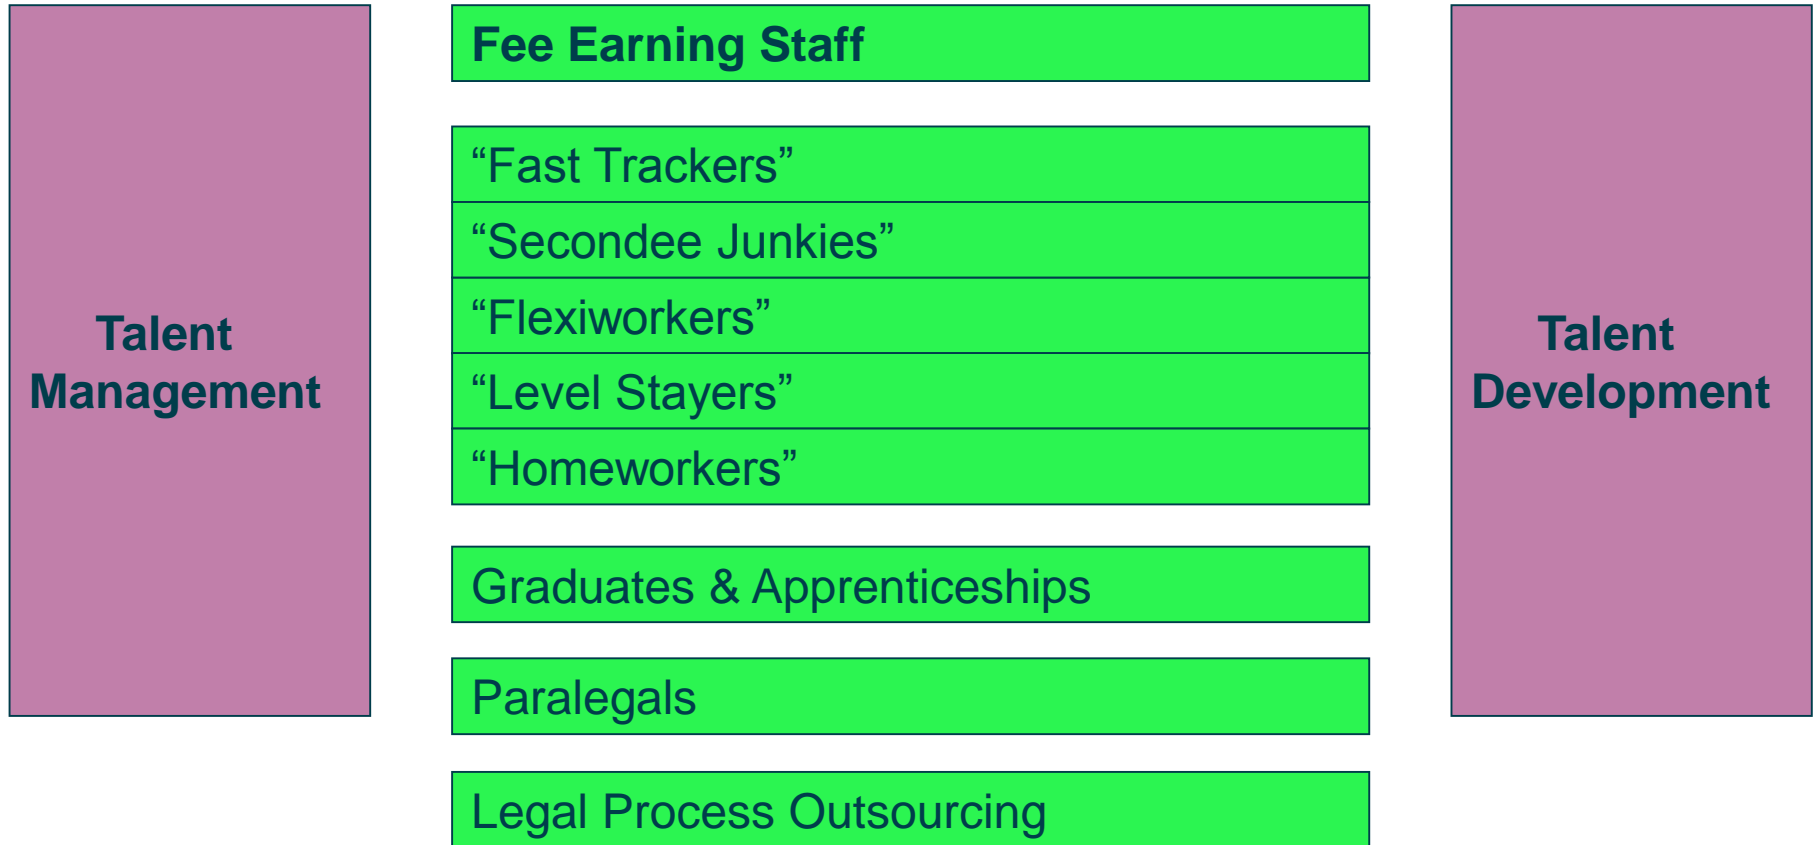 Talent
Management
Fee Earning Staff
“Fast Trackers”
“Secondee Junkies”
“Flexiworkers”
“Level Stayers”
“Homeworkers”
Graduates & Apprenticeships
Paralegals
Legal Process Outsourcing
Talent
Development